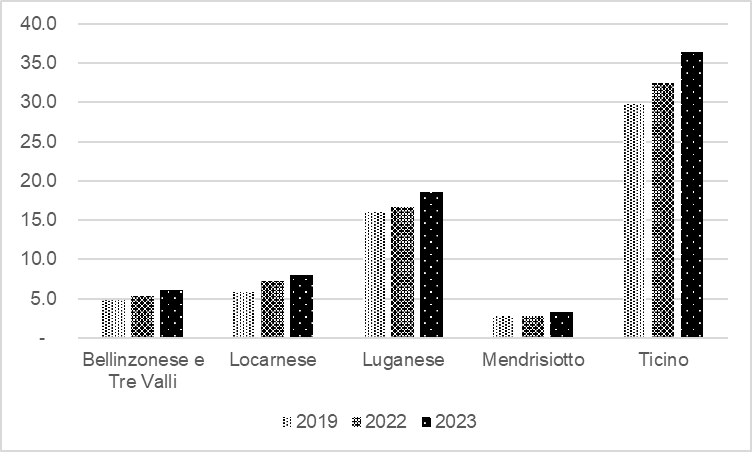 40.0
35.0
30.0
25.0
20.0
15.0
10.0
5.0
-
Bellinzonese e
Tre Valli
Locarnese
Luganese
Mendrisiotto
Ticino
2019
2022
2023